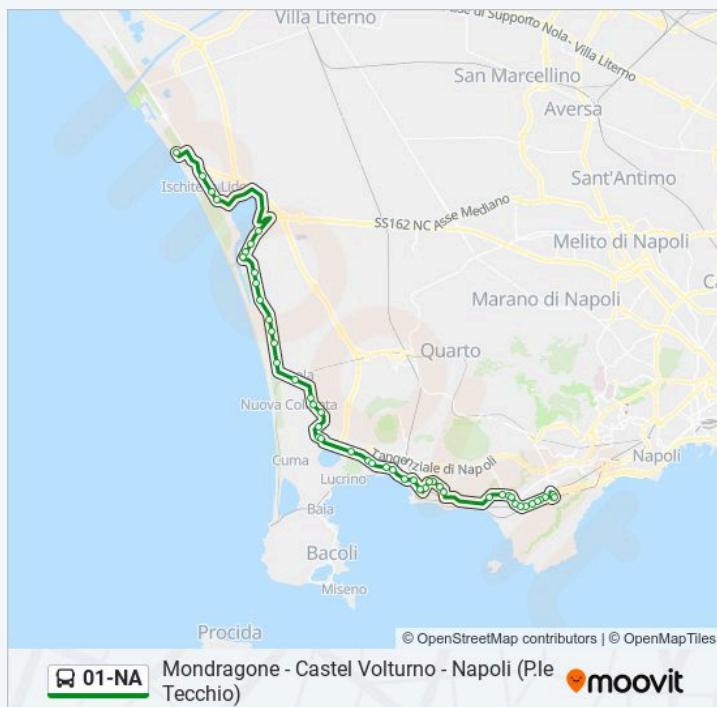 Villa Literno
se di Supporto Nola - Villa Literno
San Marcellino
Aversa
Ischitella Lido
Sant'Antimo
SS162 NC Asse Mediano
Melito di Napoli
Marano di Napoli
Quarto
Nuova Col
Tangenziale di Napoli
Napoli
Cuma
Lucrino
Baia
Bacoli
Miseno
Procida
© OpenStreetMap contributors | © OpenMapTiles
01-NA
Mondragone - Castel Volturno - Napoli (P.le
Tecchio)
moovit